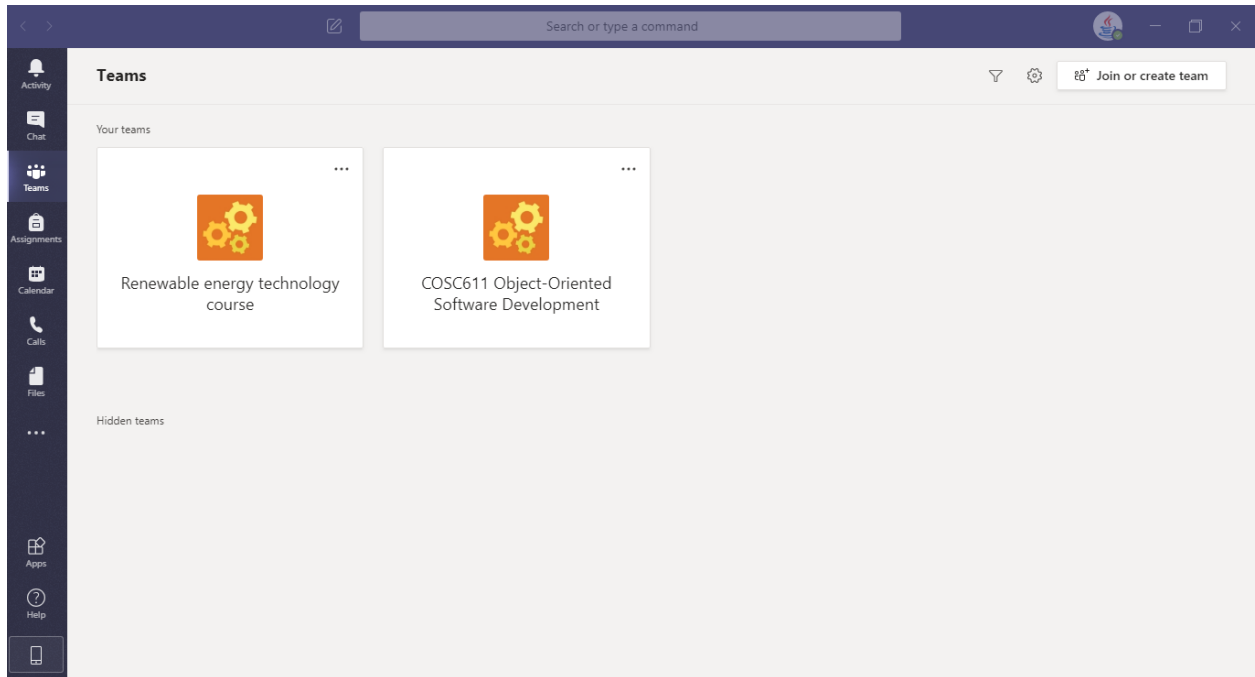 Search or type a command
Activity
Chat
Teams
Assignments
Calendar
Calls
Files
Apps
Help
Teams
Join or create team
Your teams
Renewable energy technology
course
COSC611 Object-Oriented
Software Development
Hidden teams